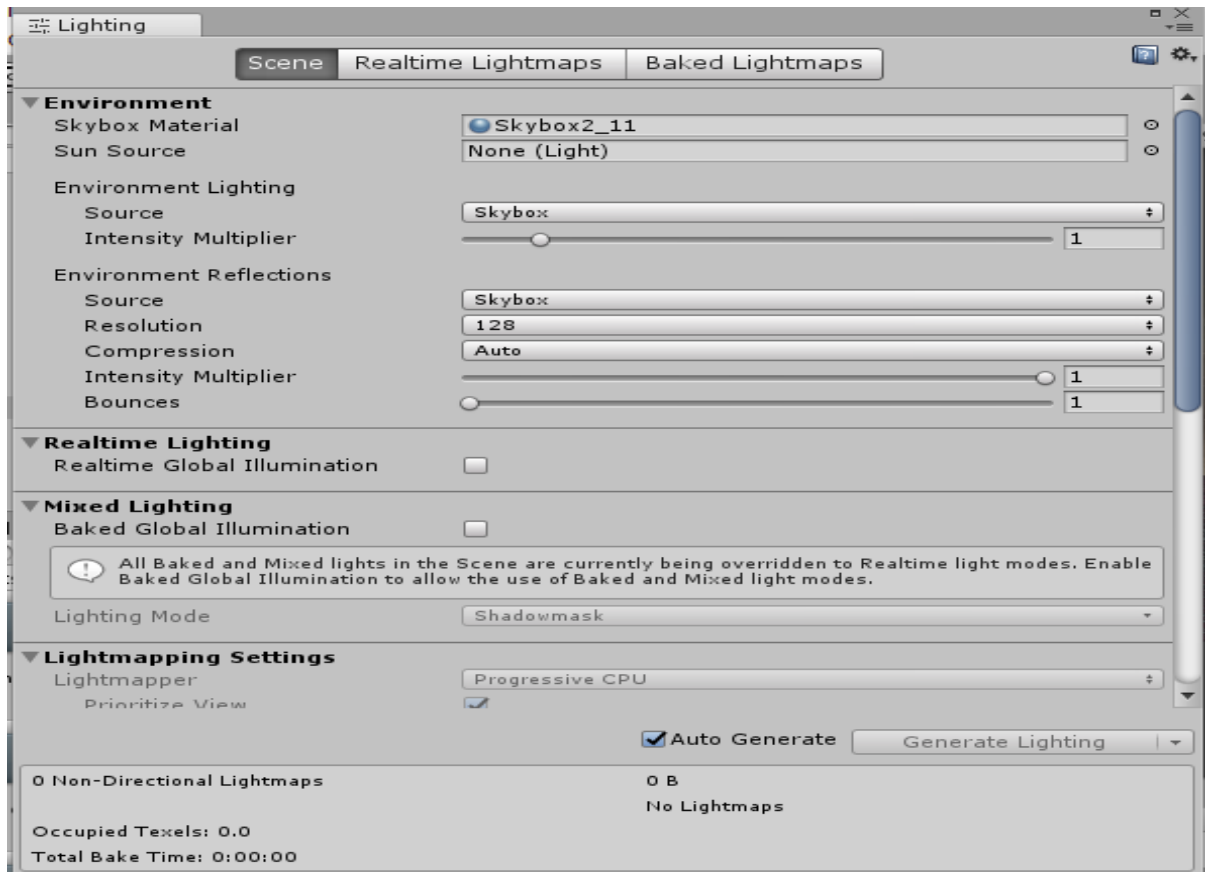 Lighting
Scene Realtime Lightmaps Baked Lightmaps
Environment
Skybox Material Skybox2_11
Sun Source None (Light)
Environment Lighting
Source Skybox
Intensity Multiplier 1
Environment Reflections
Source Skybox
Resolution 128
Compression Auto
Intensity Multiplier 1
Bounces 1
Realtime Lighting
Realtime Global Illumination
Mixed Lighting
Baked Global Illumination
All Baked and Mixed lights in the Scene are currently being overridden to Realtime light modes. Enable
Baked Global Illumination to allow the use of Baked and Mixed light modes.
Lighting Mode Shadowmask
Lightmapping Settings
Lightmapper Progressive CPU
Prioritize View
Auto Generate Generate Lighting
0 Non-Directional Lightmaps 0 B
No Lightmaps
Occupied Texels: 0.0
Total Bake Time: 0:00:00